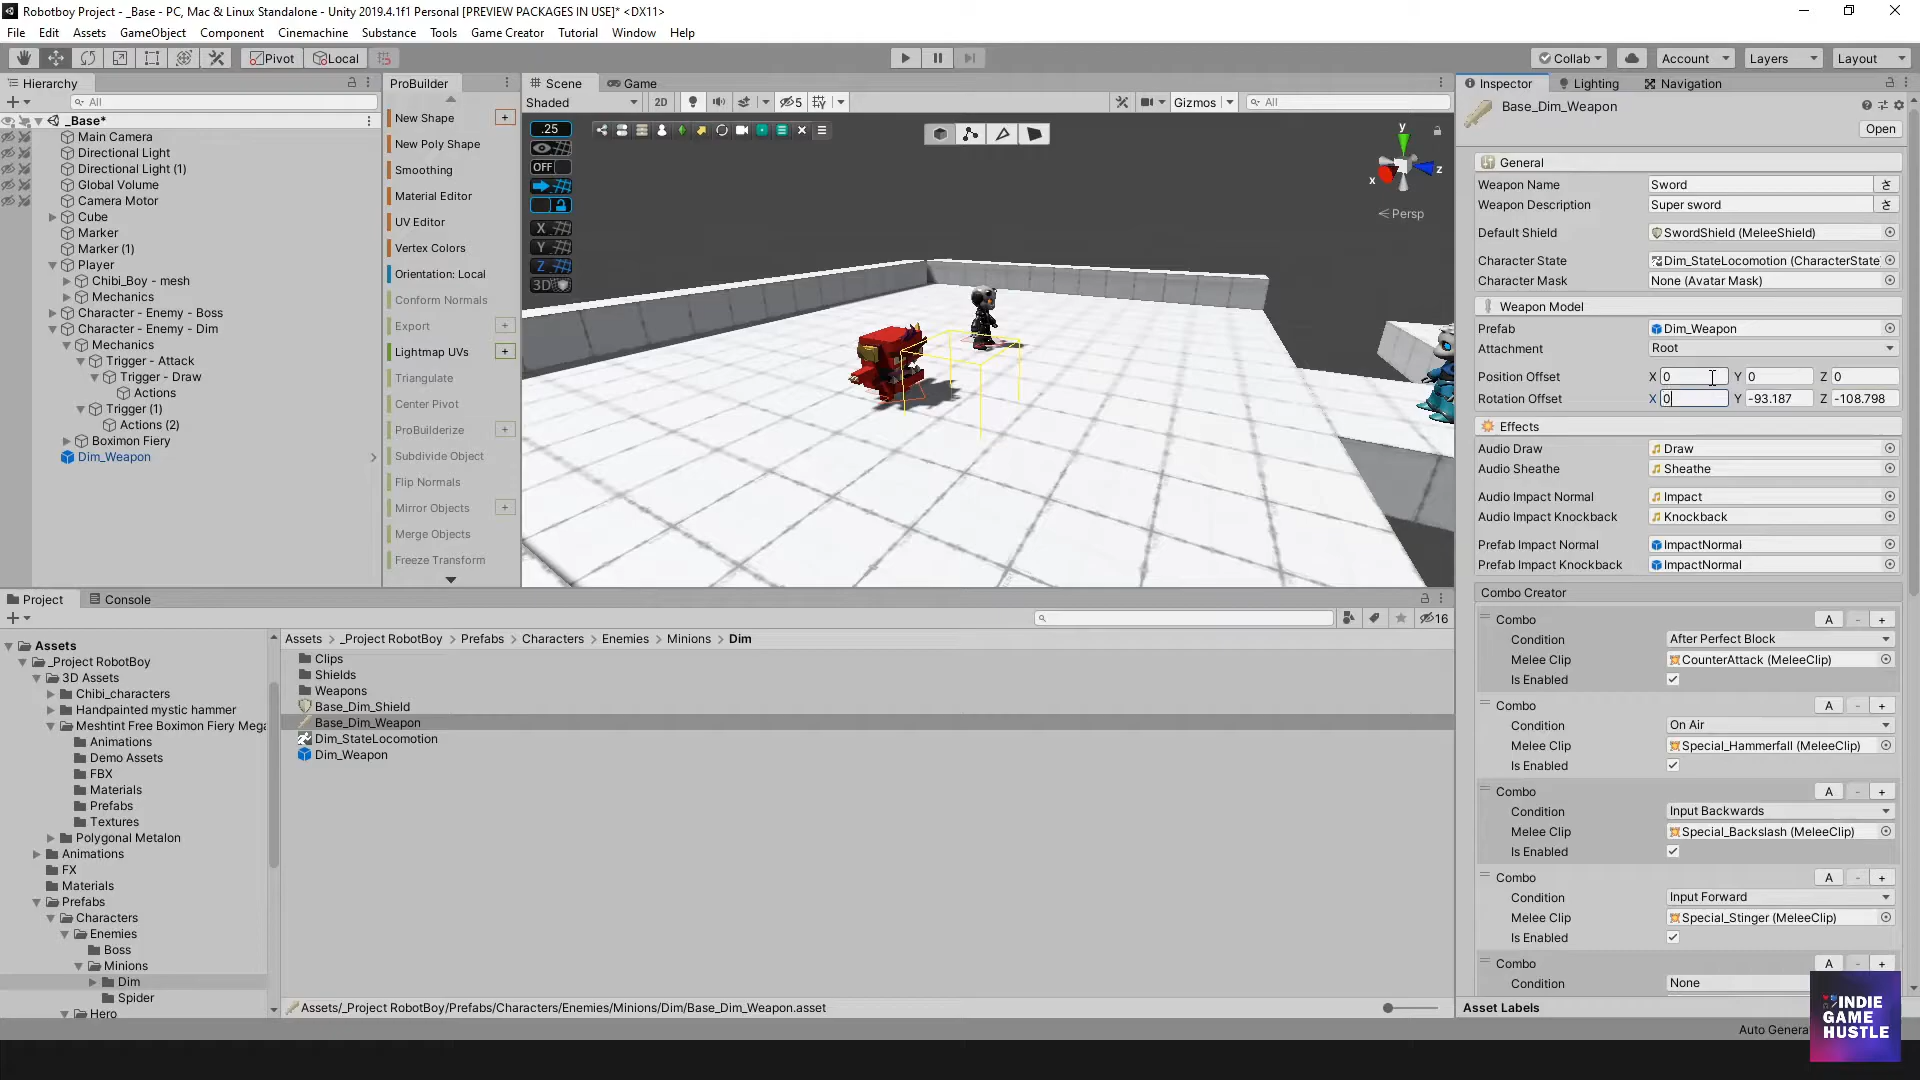 Robotboy Project - _Base - PC, Mac & Linux Standalone - Unity 2019.4.1f1 Personal [PREVIEW PACKAGES IN USE]* <DX11>
File Edit Assets GameObject Component Cinemachine Substance Tools Game Creator Tutorial Window Help
Pivot Local Collab Account Layers Layout
Hierarchy
All
_Base*
Main Camera
Directional Light
Directional Light (1)
Global Volume
Camera Motor
Cube
Marker
Marker (1)
Player
Chibi_Boy - mesh
Mechanics
Character - Enemy - Boss
Character - Enemy - Dim
Mechanics
Trigger - Attack
Trigger - Draw
Actions
Trigger (1)
Actions (2)
Boximon Fiery
Dim_Weapon
ProBuilder
New Shape
New Poly Shape
Smoothing
Material Editor
UV Editor
Vertex Colors
Orientation: Local
Conform Normals
Export
Lightmap UVs
Triangulate
Center Pivot
ProBuilderize
Subdivide Object
Flip Normals
Mirror Objects
Merge Objects
Freeze Transform
Scene Game
Shaded 2D 5 Gizmos All
.25
OFF
X
Y
Z
3D
y
x
z
Persp
Inspector Lighting Navigation
Base_Dim_Weapon
Open
General
Weapon Name Sword さ
Weapon Description Super sword さ
Default Shield SwordShield (MeleeShield)
Character State Dim_StateLocomotion (CharacterState
Character Mask None (Avatar Mask)
Weapon Model
Prefab Dim_Weapon
Attachment Root
Position Offset X 0 Y 0 Z 0
Rotation Offset X 0 Y -93.187 Z -108.798
Effects
Audio Draw Draw
Audio Sheathe Sheathe
Audio Impact Normal Impact
Audio Impact Knockback Knockback
Prefab Impact Normal ImpactNormal
Prefab Impact Knockback ImpactNormal
Combo Creator
Combo A - +
Condition After Perfect Block
Melee Clip CounterAttack (MeleeClip)
Is Enabled
Combo A - +
Condition On Air
Melee Clip Special_Hammerfall (MeleeClip)
Is Enabled
Combo A - +
Condition Input Backwards
Melee Clip Special_Backslash (MeleeClip)
Is Enabled
Combo A - +
Condition Input Forward
Melee Clip Special_Stinger (MeleeClip)
Is Enabled
Combo A - +
Condition None
Asset Labels
Auto Genera
INDIE
GAME
HUSTLE
Project Console
16
Assets
_Project RobotBoy
3D Assets
Chibi_characters
Handpainted mystic hammer
Meshtint Free Boximon Fiery Mega
Animations
Demo Assets
FBX
Materials
Prefabs
Textures
Polygonal Metalon
Animations
FX
Materials
Prefabs
Characters
Enemies
Boss
Minions
Dim
Spider
Hero
Assets > _Project RobotBoy > Prefabs > Characters > Enemies > Minions > Dim
Clips
Shields
Weapons
Base_Dim_Shield
Base_Dim_Weapon
Dim_StateLocomotion
Dim_Weapon
Assets/_Project RobotBoy/Prefabs/Characters/Enemies/Minions/Dim/Base_Dim_Weapon.asset